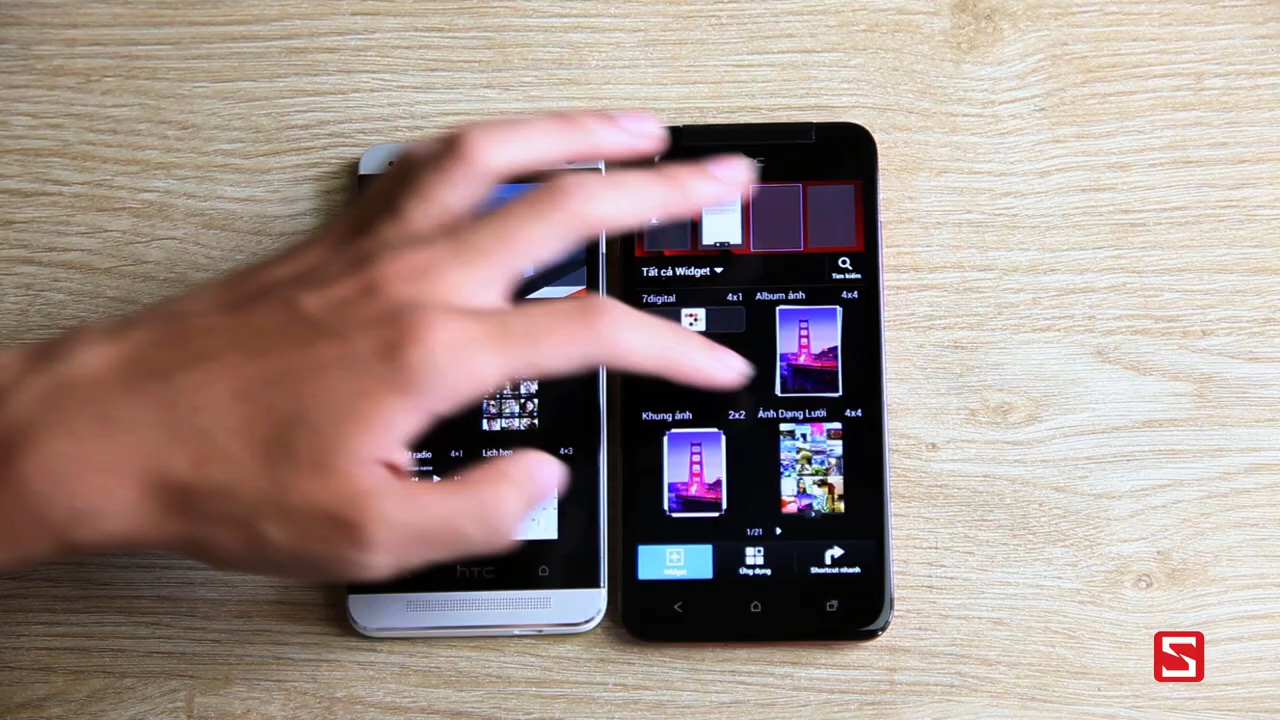 Tất cả Widget
Tìm kiếm
7digital 4x1
Album ảnh 4x4
Khung ảnh 2x2
Ảnh Dạng Lưới 4x4
radio 4x1
Lịch hẹn 4x3
1/21
Widget
Ứng dụng
Shortcut nhanh
hTC
S